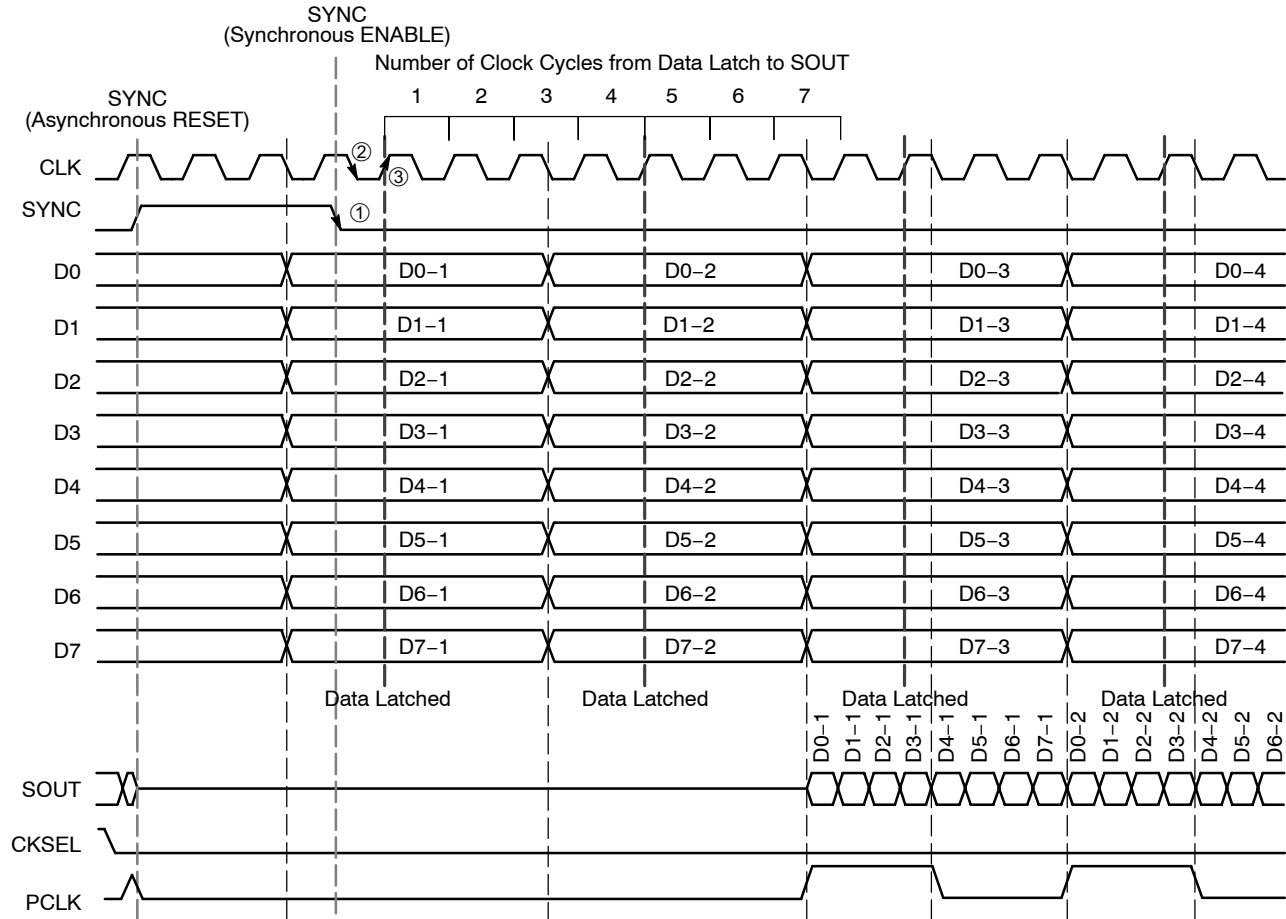 SYNC
(Synchronous ENABLE)
Number of Clock Cycles from Data Latch to SOUT
SYNC
(Asynchronous RESET)
1 2 3 4 5 6 7
CLK ② ③
SYNC ①
D0 D0−1 D0−2 D0−3 D0−4
D1 D1−1 D1−2 D1−3 D1−4
D2 D2−1 D2−2 D2−3 D2−4
D3 D3−1 D3−2 D3−3 D3−4
D4 D4−1 D4−2 D4−3 D4−4
D5 D5−1 D5−2 D5−3 D5−4
D6 D6−1 D6−2 D6−3 D6−4
D7 D7−1 D7−2 D7−3 D7−4
Data Latched Data Latched Data Latched Data Latched
D0−1 D1−1 D2−1 D3−1 D4−1 D5−1 D6−1 D7−1 D0−2 D1−2 D2−2 D3−2 D4−2 D5−2 D6−2
SOUT
CKSEL
PCLK